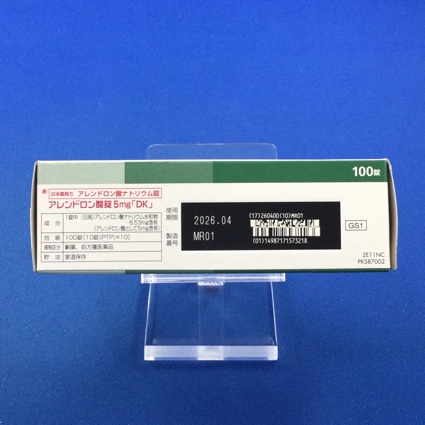 100錠
日本薬局方 アレンドロン酸ナトリウム錠
アレンドロン酸錠5mg「DK」
成分 1錠中 (日局)アレンドロン酸ナトリウム水和物
6.53mg含有
(アレンドロン酸として5mg含有)
包装 100錠[10錠(PTP)×10]
規制区分 劇薬、処方箋医薬品
貯法 室温保存
使用
期限 2026.04
製造
番号 MR01
(17)260400(10)MR01
(01)14987171573218
GS1
2E11NC
PKS87002